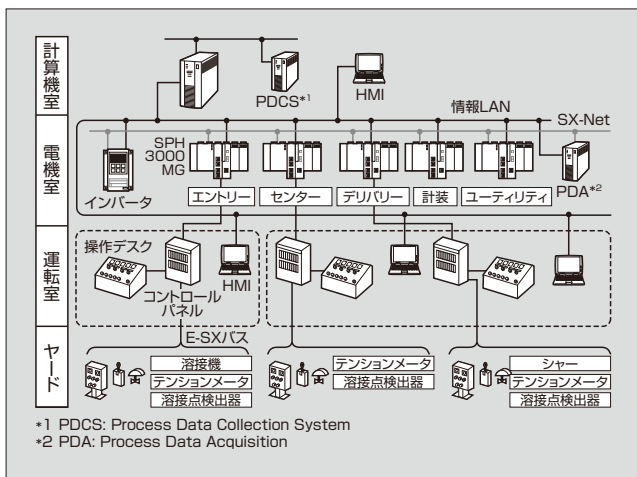 計算機室
PDCS*1
HMI
情報LAN
SX-Net
電機室
SPH
3000
MG
インバータ
エントリー
センター
デリバリー
計装
ユーティリティ
PDA*2
運転室
操作デスク
コントロール
パネル
HMI
E-SXバス
ヤード
溶接機
テンションメータ
溶接点検出器
テンションメータ
溶接点検出器
シャー
テンションメータ
溶接点検出器
*1 PDCS: Process Data Collection System
*2 PDA: Process Data Acquisition